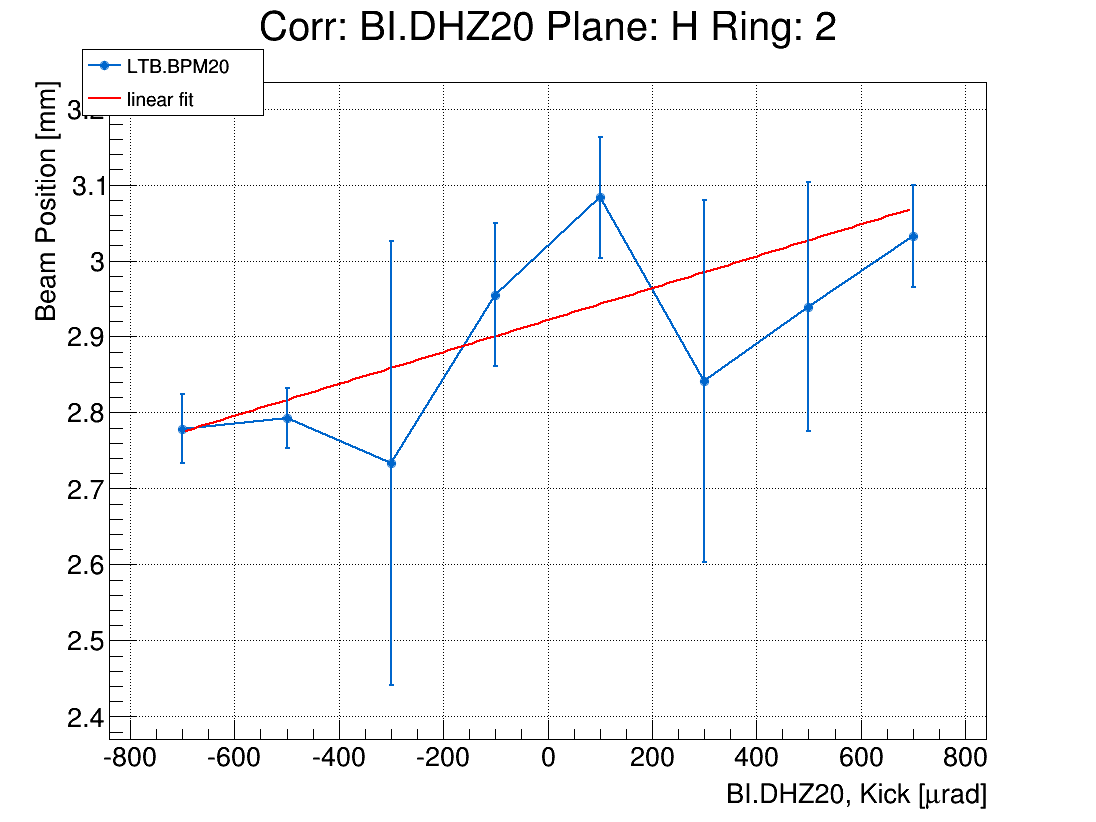 Corr: BI.DHZ20 Plane: H Ring: 2
LTB.BPM20
linear fit
Beam Position [mm]
3.2
3.1
3
2.9
2.8
2.7
2.6
2.5
2.4
-800 -600 -400 -200 0 200 400 600 800
BI.DHZ20, Kick [μrad]